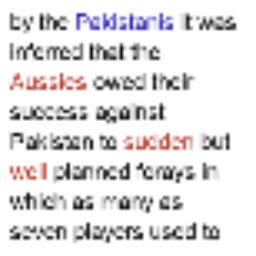 by the Pakistanis it was
inferred that the
Aussies owed their
success against
Pakistan to sudden but
well planned forays in
which as many as
seven players used to